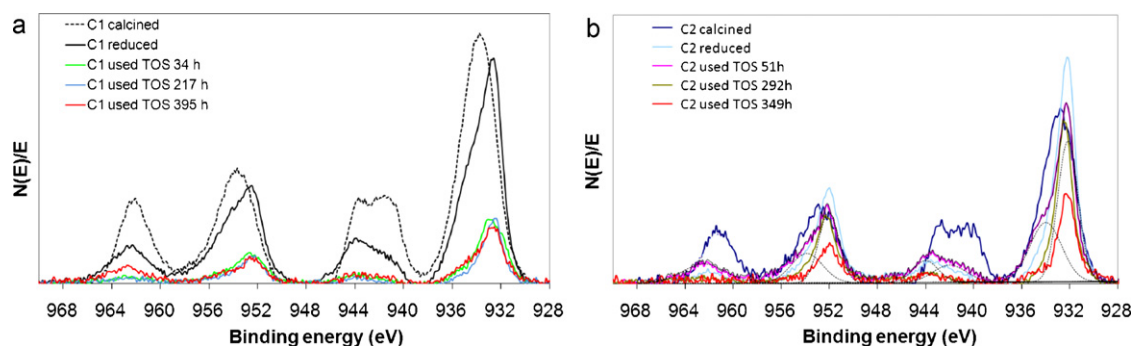 a
C1 calcined
C1 reduced
C1 used TOS 34 h
C1 used TOS 217 h
C1 used TOS 395 h
N(E)/E
968 964 960 956 952 948 944 940 936 932 928
Binding energy (eV)
b
C2 calcined
C2 reduced
C2 used TOS 51h
C2 used TOS 292h
C2 used TOS 349h
N(E)/E
968 964 960 956 952 948 944 940 936 932 928
Binding energy (eV)